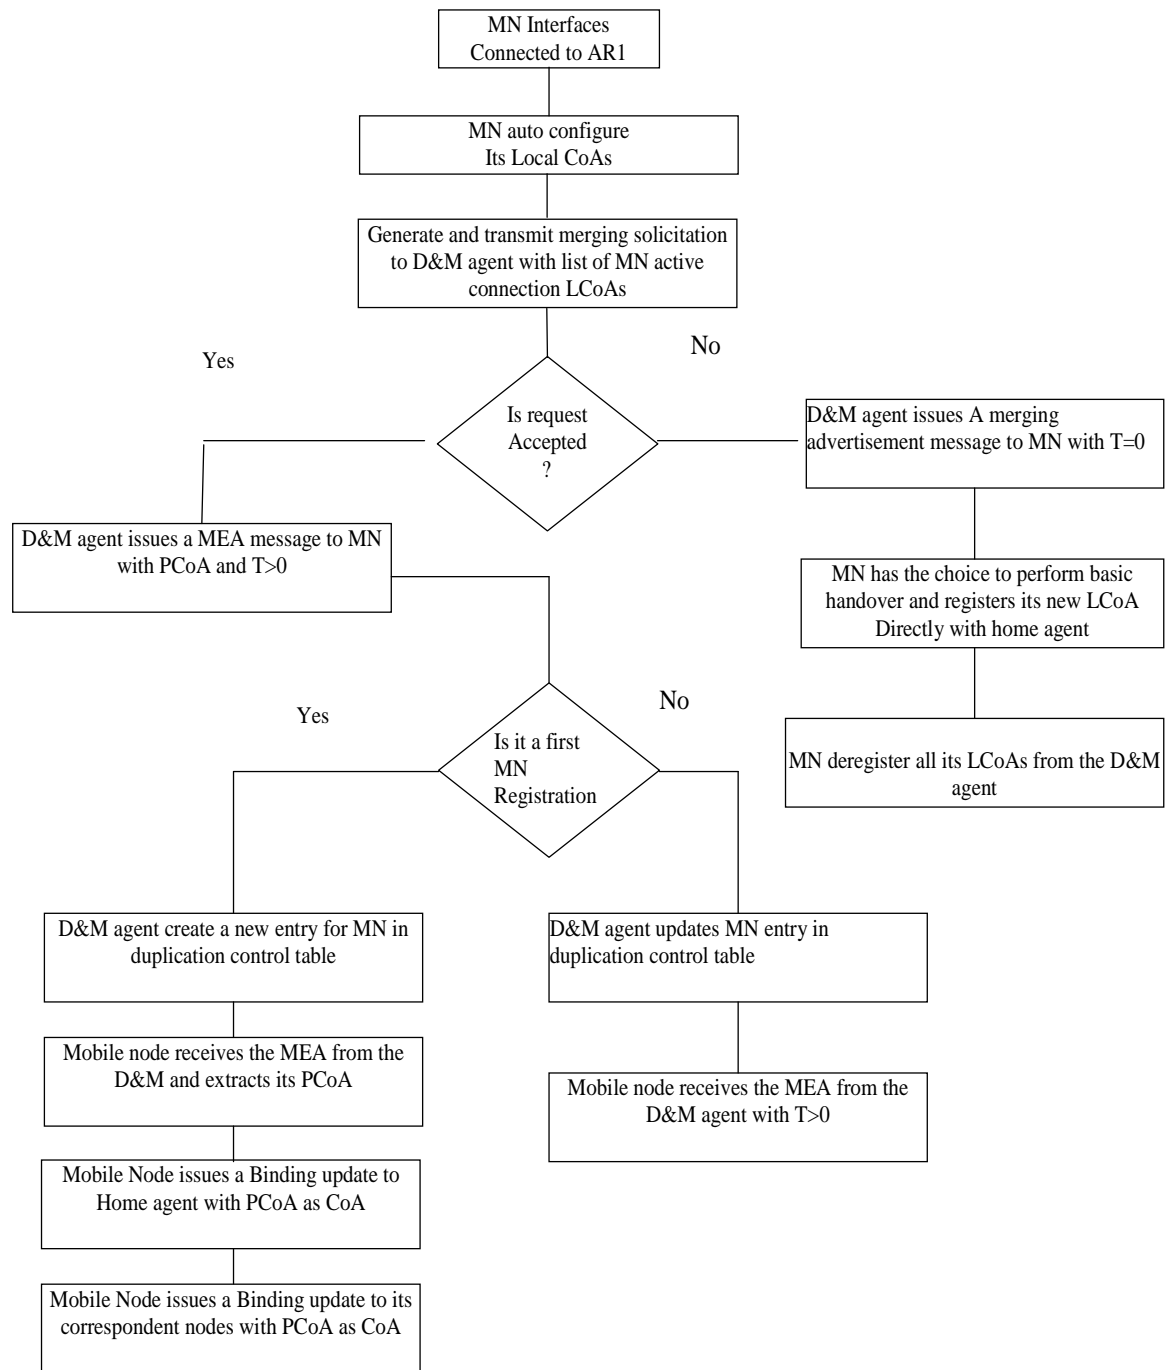 MN Interfaces
Connected to AR1
MN auto configure
Its Local CoAs
Generate and transmit merging solicitation
to D&M agent with list of MN active
connection LCoAs
Yes
No
Is request
Accepted
?
D&M agent issues A merging
advertisement message to MN with T=0
D&M agent issues a MEA message to MN
with PCoA and T>0
MN has the choice to perform basic
handover and registers its new LCoA
Directly with home agent
Yes
No
Is it a first
MN
Registration
MN deregister all its LCoAs from the D&M
agent
D&M agent create a new entry for MN in
duplication control table
D&M agent updates MN entry in
duplication control table
Mobile node receives the MEA from the
D&M and extracts its PCoA
Mobile node receives the MEA from the
D&M agent with T>0
Mobile Node issues a Binding update to
Home agent with PCoA as CoA
Mobile Node issues a Binding update to its
correspondent nodes with PCoA as CoA